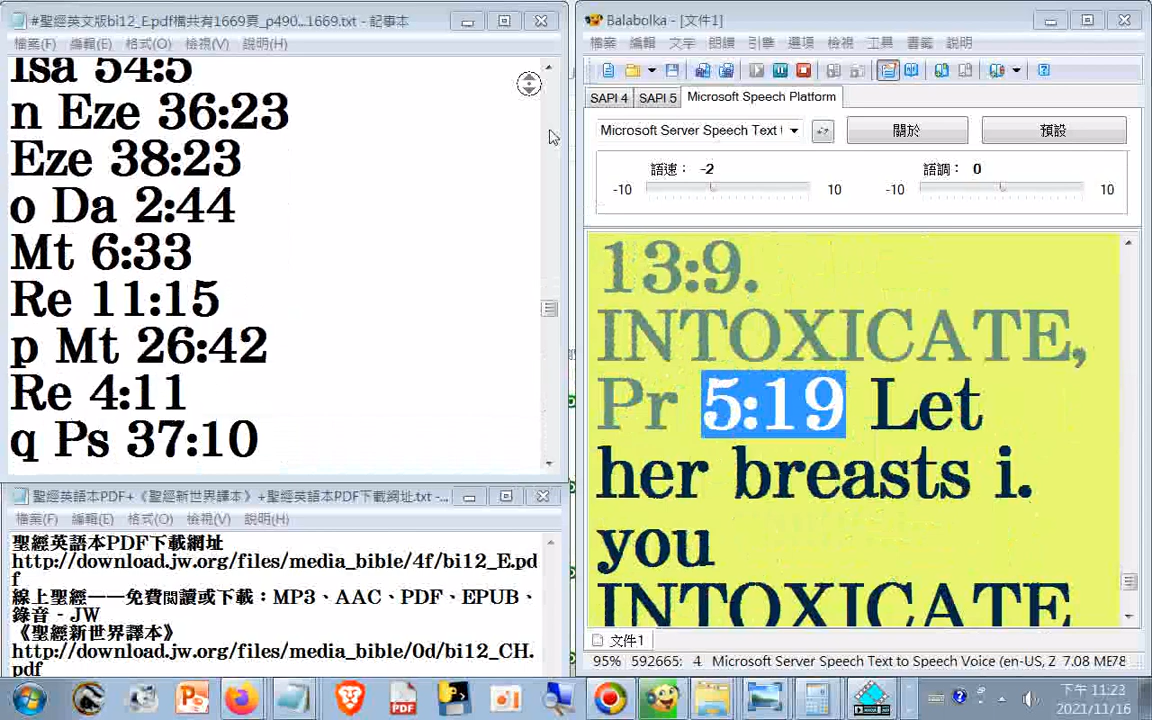 #聖經英文版bi12_E.pdf檔共有1669頁_p490...1669.txt - 記事本
檔案(F) 編輯(E) 格式(O) 檢視(V) 說明(H)
Isa 54:5
n Eze 36:23
Eze 38:23
o Da 2:44
Mt 6:33
Re 11:15
p Mt 26:42
Re 4:11
q Ps 37:10
聖經英語本PDF+《聖經新世界譯本》+聖經英語本PDF下載網址.txt - ...
檔案(F) 編輯(E) 格式(O) 檢視(V) 說明(H)
聖經英語本PDF下載網址
http://download.jw.org/files/media_bible/4f/bi12_E.pd
f
線上聖經——免費閱讀或下載：MP3、AAC、PDF、EPUB、
錄音 - JW
《聖經新世界譯本》
http://download.jw.org/files/media_bible/0d/bi12_CH.
pdf
Balabolka - [文件1]
檔案 編輯 文字 朗讀 引擎 選項 檢視 工具 書籤 說明
SAPI 4 SAPI 5 Microsoft Speech Platform
Microsoft Server Speech Text 關於 預設
語速： -2 語調： 0
-10 10 -10 10
13:9.
INTOXICATE,
Pr 5:19 Let
her breasts i.
you
INTOXICATE
文件1
95% 592665: 4 Microsoft Server Speech Text to Speech Voice (en-US, Z 7.08 ME78
下午 11:23
2021/11/16